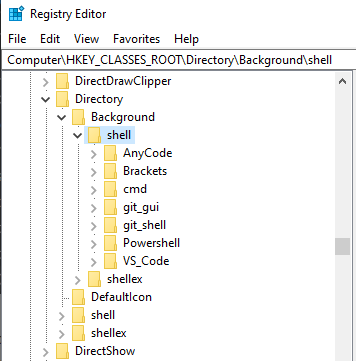 Registry Editor
File Edit View Favorites Help
Computer\HKEY_CLASSES_ROOT\Directory\Background\shell
DirectDrawClipper
Directory
Background
shell
AnyCode
Brackets
cmd
git_gui
git_shell
Powershell
VS_Code
shellex
DefaultIcon
shell
shellex
DirectShow